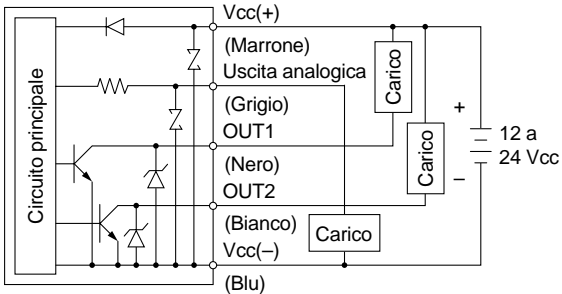 Circuito principale
Vcc(+)
(Marrone)
Uscita analogica
(Grigio)
OUT1
(Nero)
OUT2
(Bianco)
Vcc(–)
(Blu)
Carico
Carico
Carico
+
12 a
24 Vcc
–